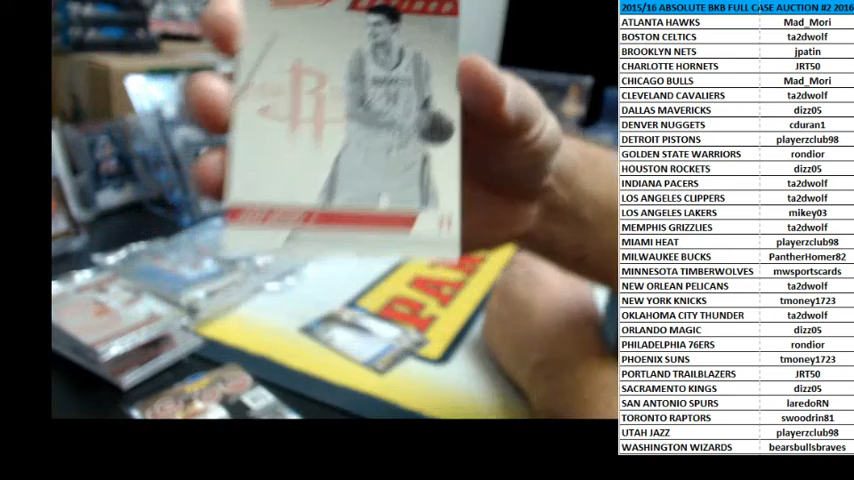 2015/16 ABSOLUTE BKB FULL CASE AUCTION #2 2016
ATLANTA HAWKS Mad_Mori
BOSTON CELTICS ta2dwolf
BROOKLYN NETS jpatin
CHARLOTTE HORNETS JRT50
CHICAGO BULLS Mad_Mori
CLEVELAND CAVALIERS ta2dwolf
DALLAS MAVERICKS dizz05
DENVER NUGGETS cduran1
DETROIT PISTONS playerzclub98
GOLDEN STATE WARRIORS rondior
HOUSTON ROCKETS dizz05
INDIANA PACERS ta2dwolf
LOS ANGELES CLIPPERS ta2dwolf
LOS ANGELES LAKERS mikey03
MEMPHIS GRIZZLIES ta2dwolf
MIAMI HEAT playerzclub98
MILWAUKEE BUCKS PantherHomer82
MINNESOTA TIMBERWOLVES mwsportscards
NEW ORLEAN PELICANS ta2dwolf
NEW YORK KNICKS tmoney1723
OKLAHOMA CITY THUNDER ta2dwolf
ORLANDO MAGIC dizz05
PHILADELPHIA 76ERS rondior
PHOENIX SUNS tmoney1723
PORTLAND TRAILBLAZERS JRT50
SACRAMENTO KINGS dizz05
SAN ANTONIO SPURS laredoRN
TORONTO RAPTORS swoodrin81
UTAH JAZZ playerzclub98
WASHINGTON WIZARDS bearsbullsbraves
R
PAN